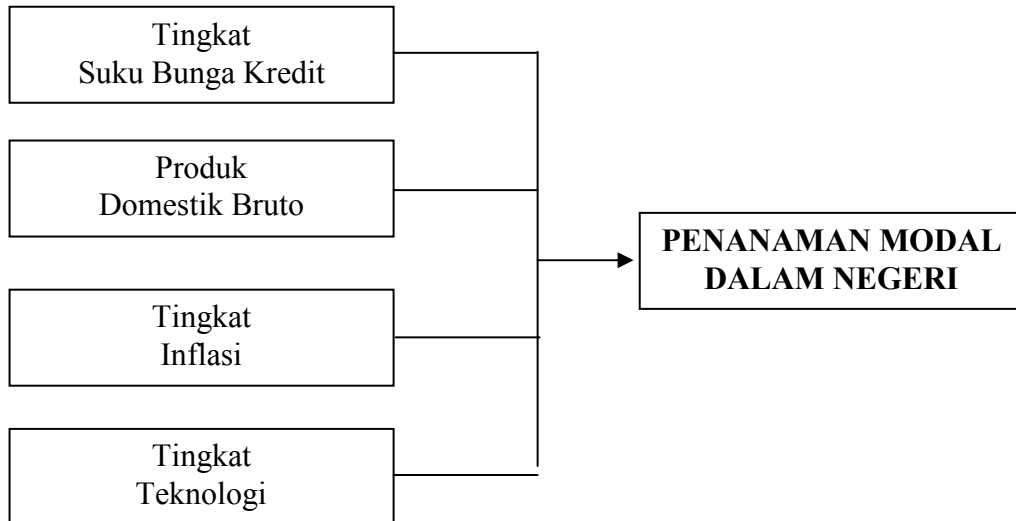 Tingkat
Suku Bunga Kredit
Produk
Domestik Bruto
PENANAMAN MODAL
DALAM NEGERI
Tingkat
Inflasi
Tingkat
Teknologi